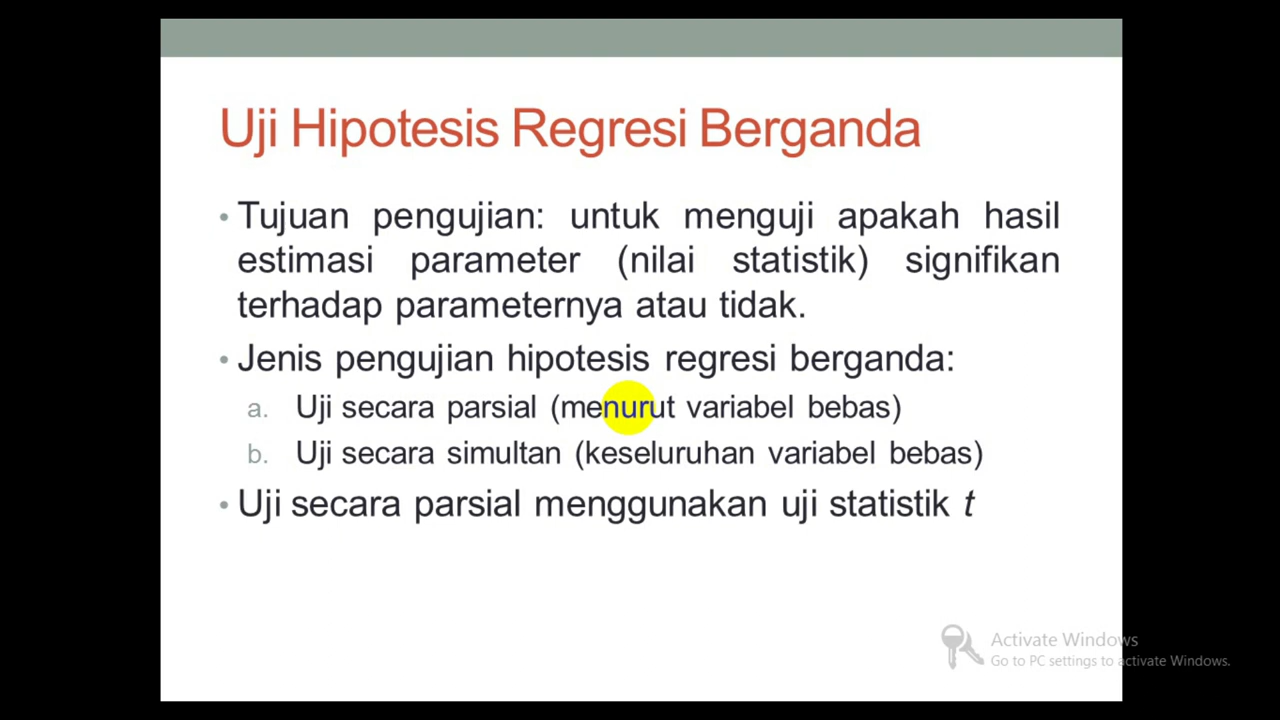 Uji Hipotesis Regresi Berganda
• Tujuan pengujian: untuk menguji apakah hasil
estimasi parameter (nilai statistik) signifikan
terhadap parameternya atau tidak.
• Jenis pengujian hipotesis regresi berganda:
a. Uji secara parsial (menurut variabel bebas)
b. Uji secara simultan (keseluruhan variabel bebas)
• Uji secara parsial menggunakan uji statistik t
Activate Windows
Go to PC settings to activate Windows.